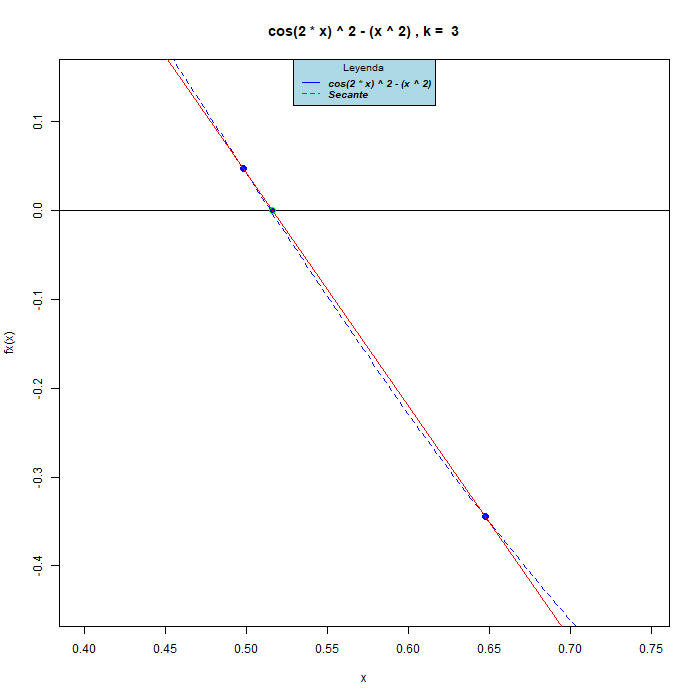 cos(2 * x) ^ 2 - (x ^ 2) , k =  3
Leyenda
cos(2 * x) ^ 2 - (x ^ 2)
Secante
fx(x)
0.1
0.0
-0.1
-0.2
-0.3
-0.4
0.40 0.45 0.50 0.55 0.60 0.65 0.70 0.75
x